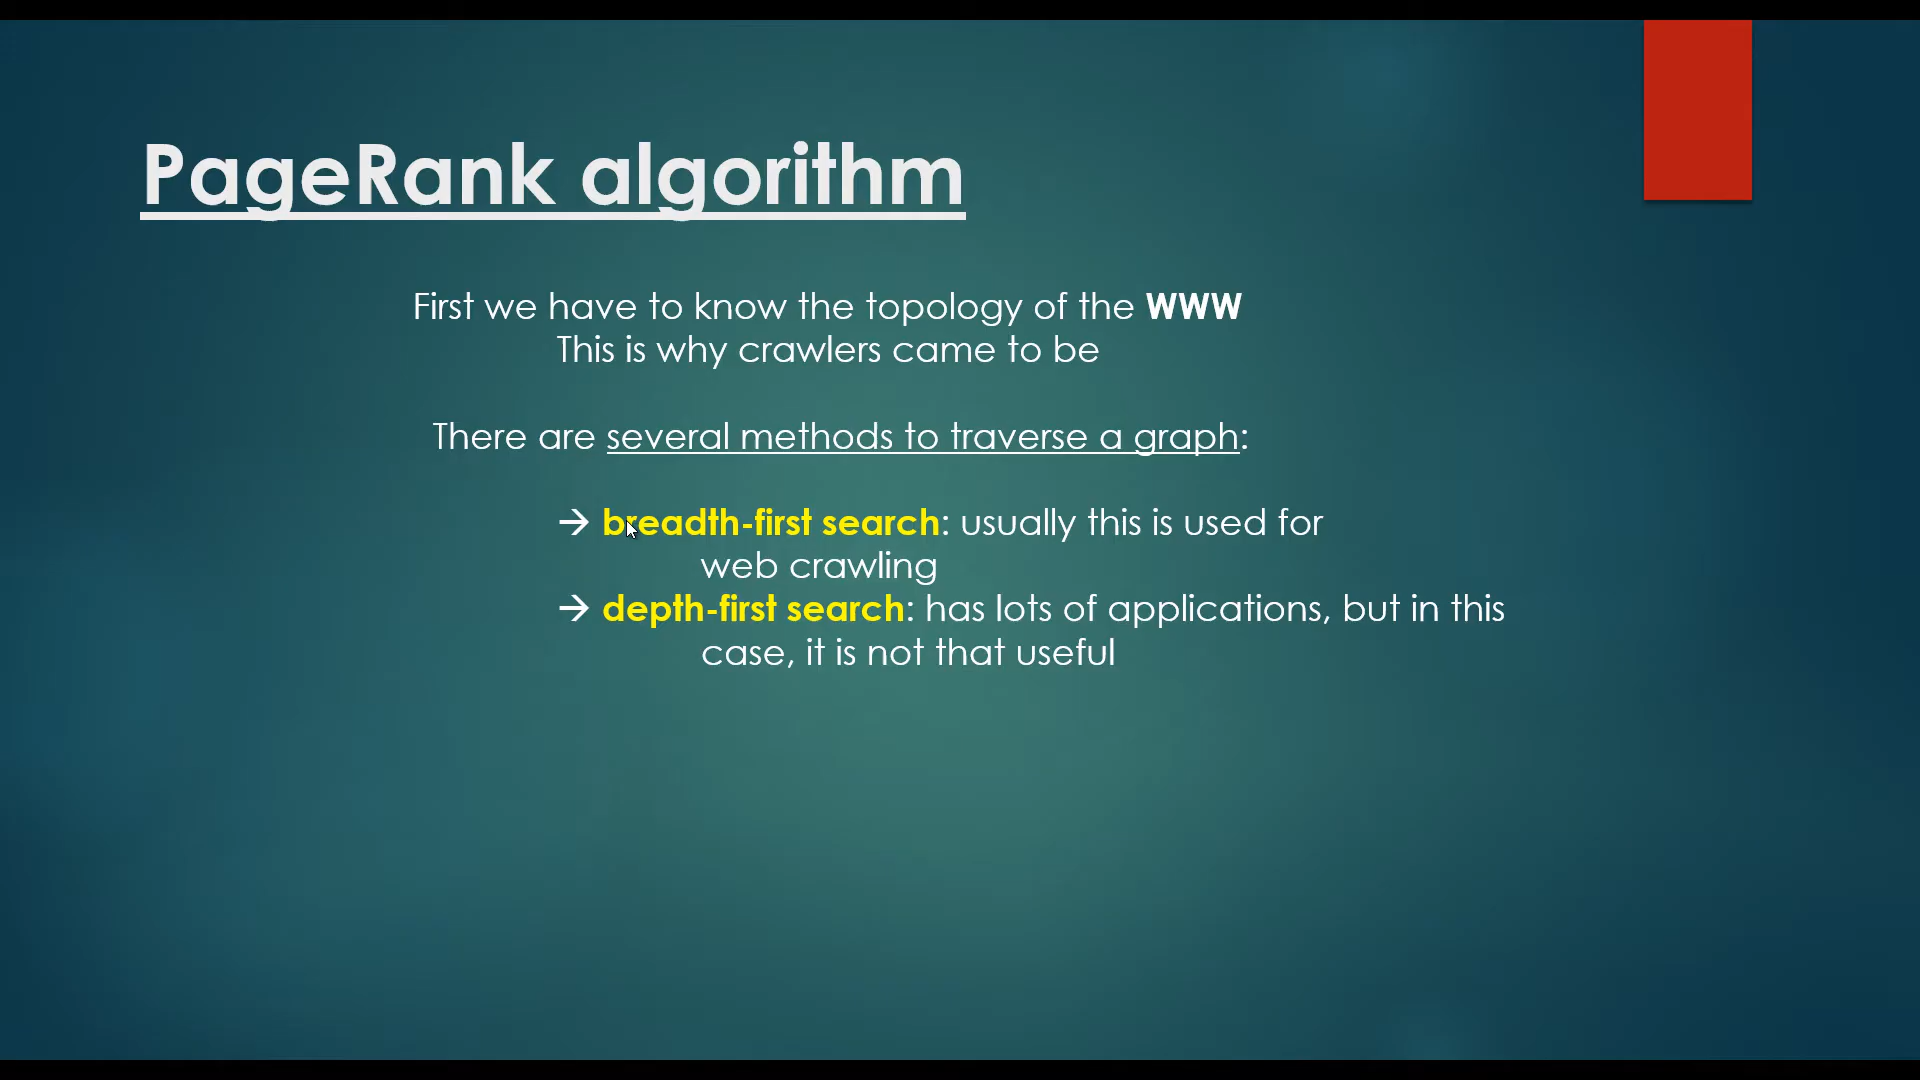 PageRank algorithm
First we have to know the topology of the WWW
This is why crawlers came to be
There are several methods to traverse a graph:
→ breadth-first search: usually this is used for
web crawling
→ depth-first search: has lots of applications, but in this
case, it is not that useful